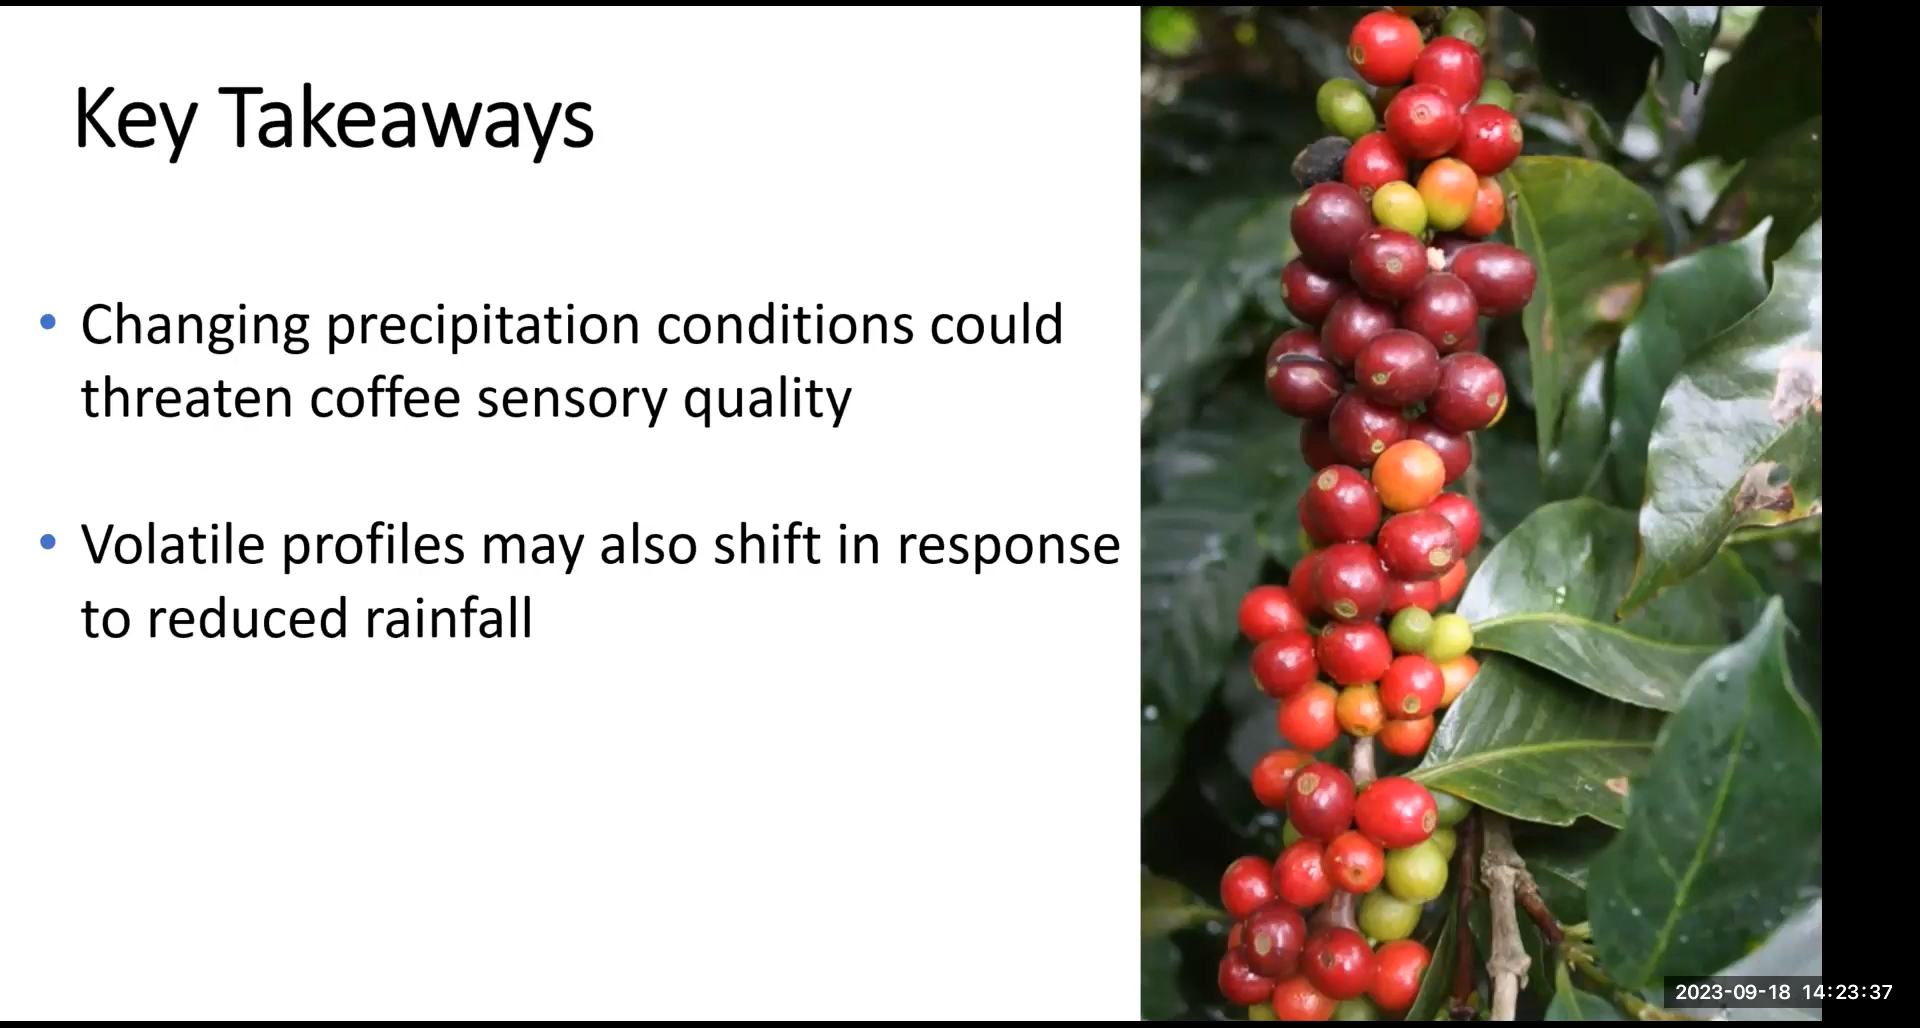 Key Takeaways
• Changing precipitation conditions could
threaten coffee sensory quality
• Volatile profiles may also shift in response
to reduced rainfall
2023-09-18 14:23:37